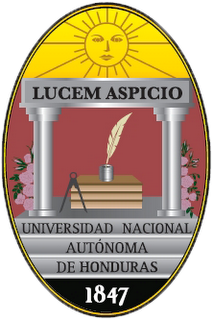 LUCEM ASPICIO
UNIVERSIDAD NACIONAL
AUTÓNOMA
DE HONDURAS
1847